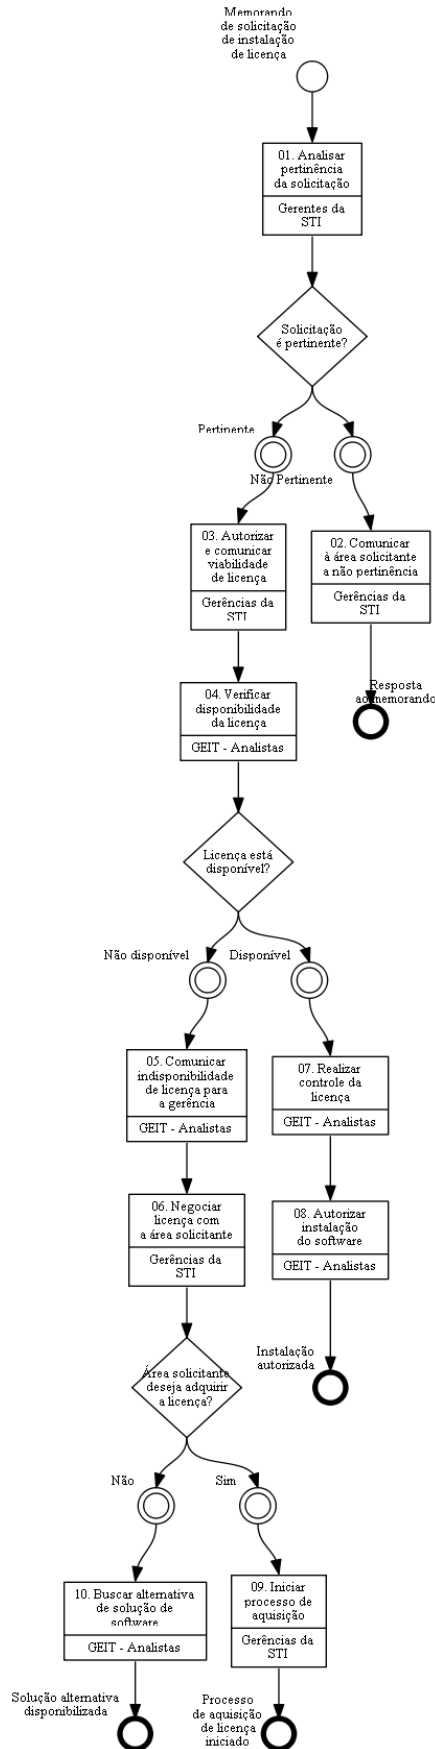 Memorando
de solicitação
de instalação
de licença
01. Analisar
pertinência
da solicitação
Gerentes da
STI
Solicitação
é pertinente?
Pertinente
Não Pertinente
03. Autorizar
e comunicar
viabilidade
de licença
Gerências da
STI
02. Comunicar
à área solicitante
a não pertinência
Gerências da
STI
Resposta
ao memorando
04. Verificar
disponibilidade
da licença
GEIT - Analistas
Licença está
disponível?
Não disponível
Disponível
05. Comunicar
indisponibilidade
de licença para
a gerência
GEIT - Analistas
07. Realizar
controle da
licença
GEIT - Analistas
06. Negociar
licença com
a área solicitante
Gerências da
STI
08. Autorizar
instalação
do software
GEIT - Analistas
Instalação
autorizada
Área solicitante
deseja adquirir
a licença?
Não
Sim
10. Buscar alternativa
de solução de
software
GEIT - Analistas
09. Iniciar
processo de
aquisição
Gerências da
STI
Solução alternativa
disponibilizada
Processo
de aquisição
de licença
iniciado